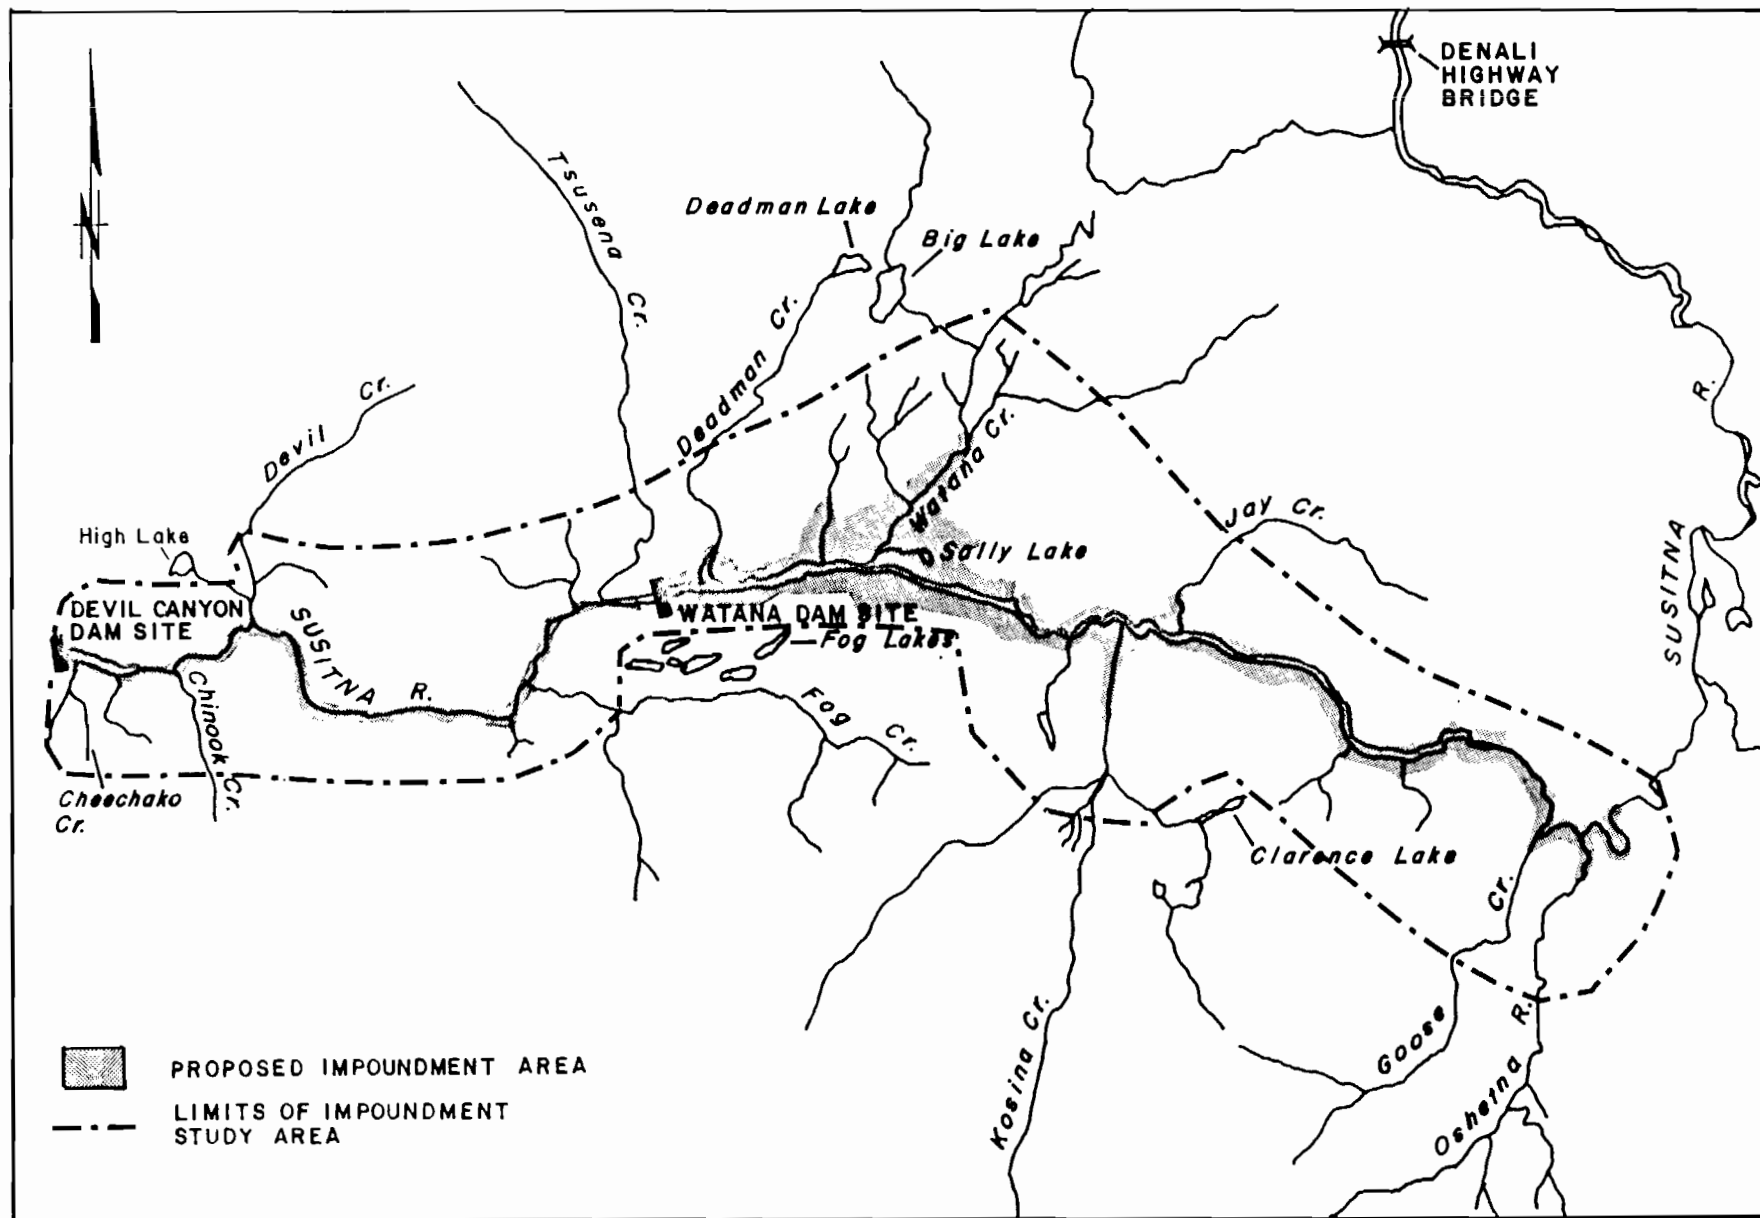 DENALI
HIGHWAY
BRIDGE
Tsusena Cr.
Deadman Lake
Big Lake
Deadman Cr.
Devil Cr.
High Lake
Watana Cr.
Jay Cr.
Sally Lake
DEVIL CANYON
DAM SITE
WATANA DAM SITE
Fog Lakes
SUSITNA R.
SUSITNA R.
Chinook Cr.
Fog Cr.
Cheechako
Cr.
Clarence Lake
Kosina Cr.
Goose Cr.
Oshetna R.
PROPOSED IMPOUNDMENT AREA
LIMITS OF IMPOUNDMENT
STUDY AREA